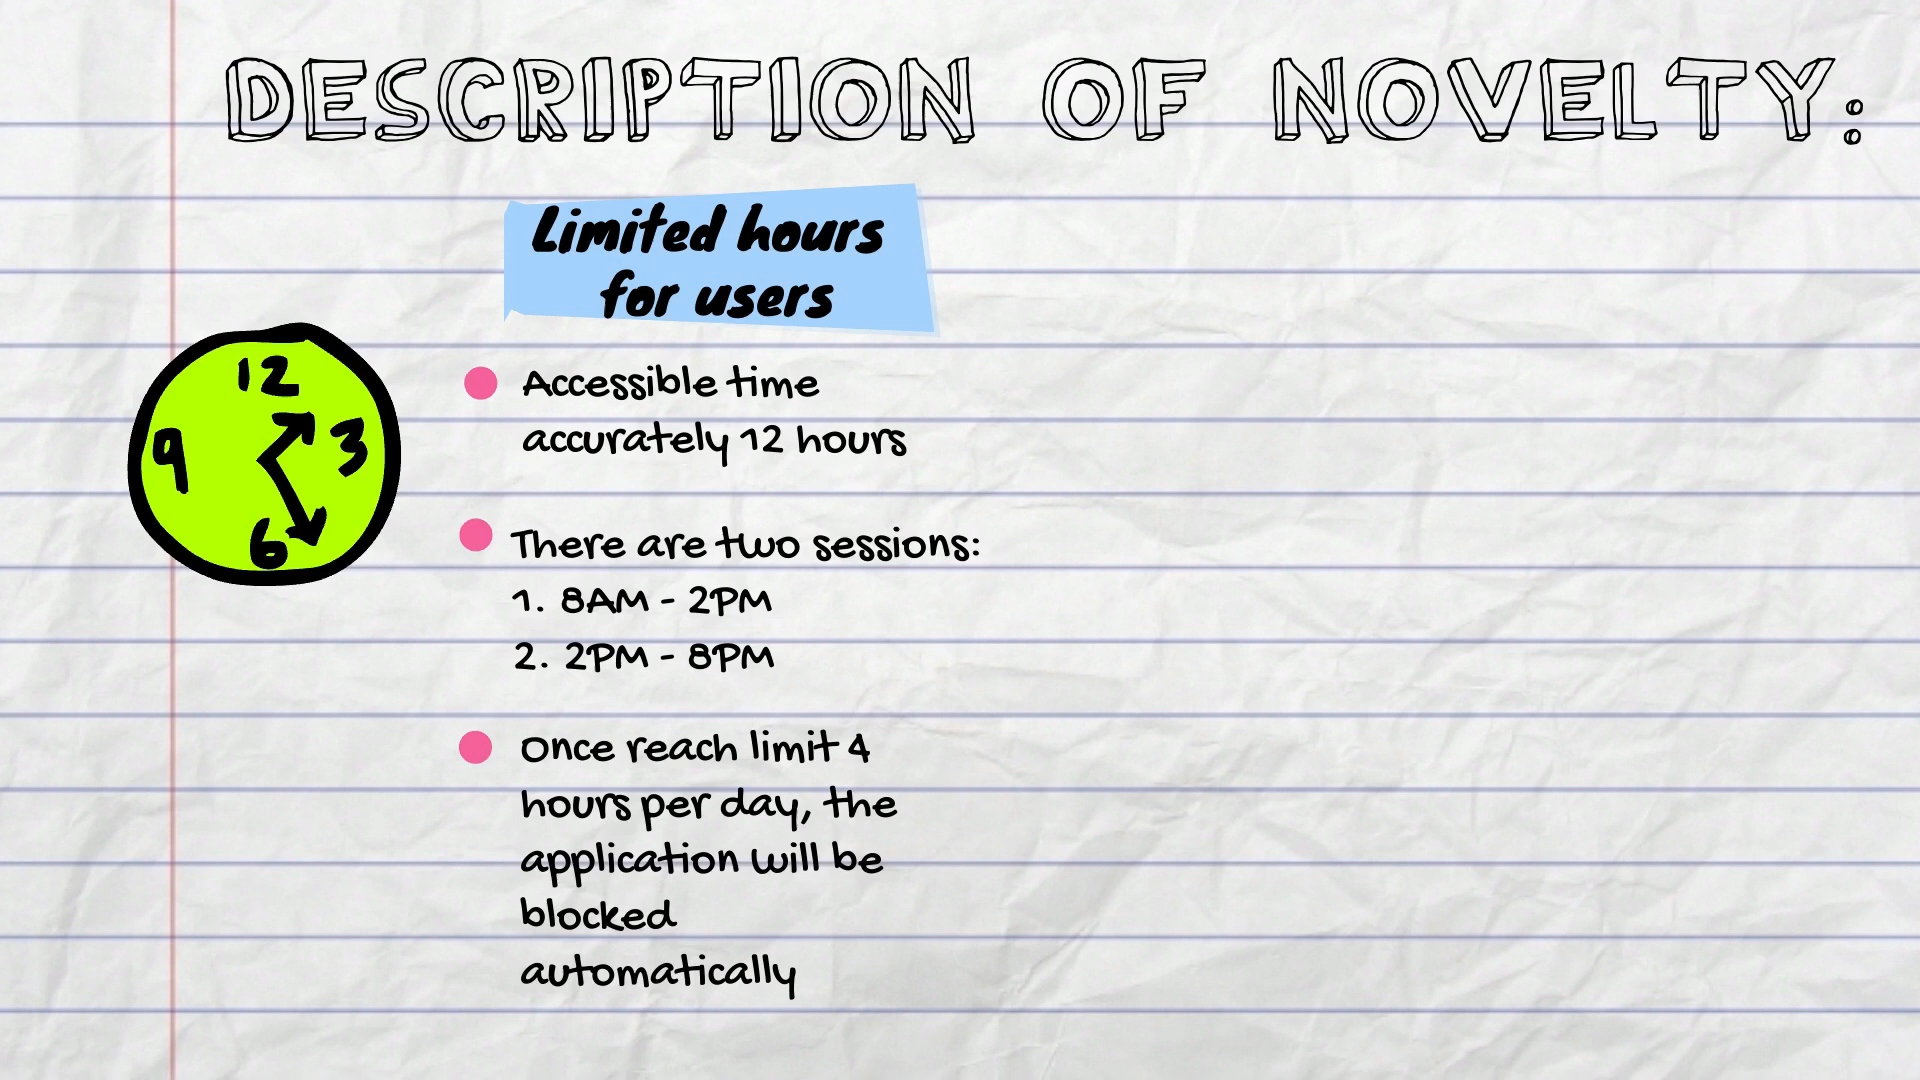 DESCRIPTION OF NOVELTY:
Limited hours
for users
12
3
9
6
Accessible time
accurately 12 hours
There are two sessions:
1. 8AM - 2PM
2. 2PM - 8PM
Once reach limit 4
hours per day, the
application will be
blocked
automatically